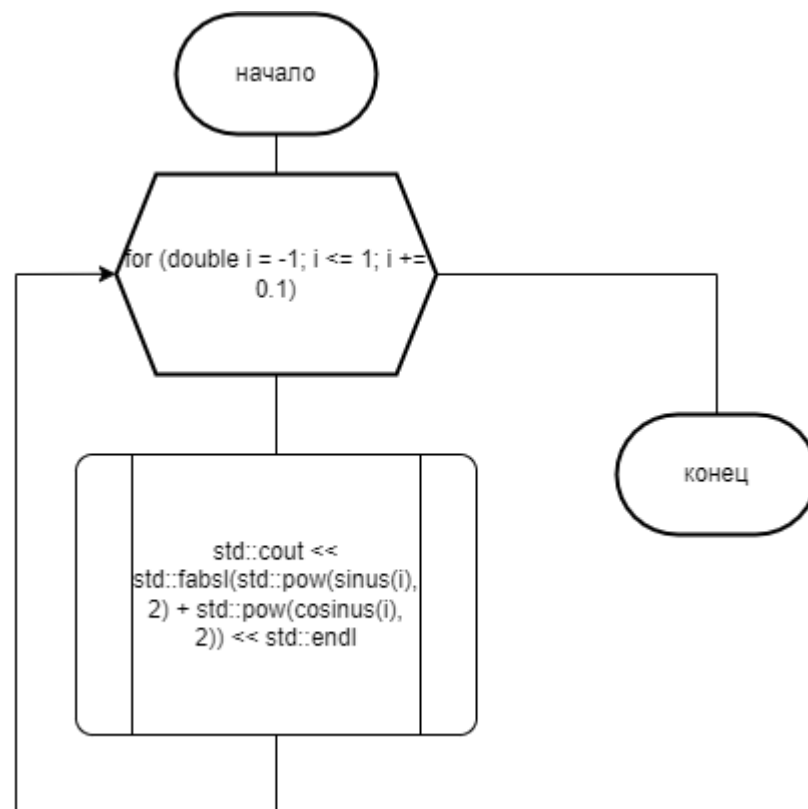 начало
for (double i = -1; i <= 1; i +=
0.1)
конец
std::cout <<
std::fabsl(std::pow(sinus(i),
2) + std::pow(cosinus(i),
2)) << std::endl